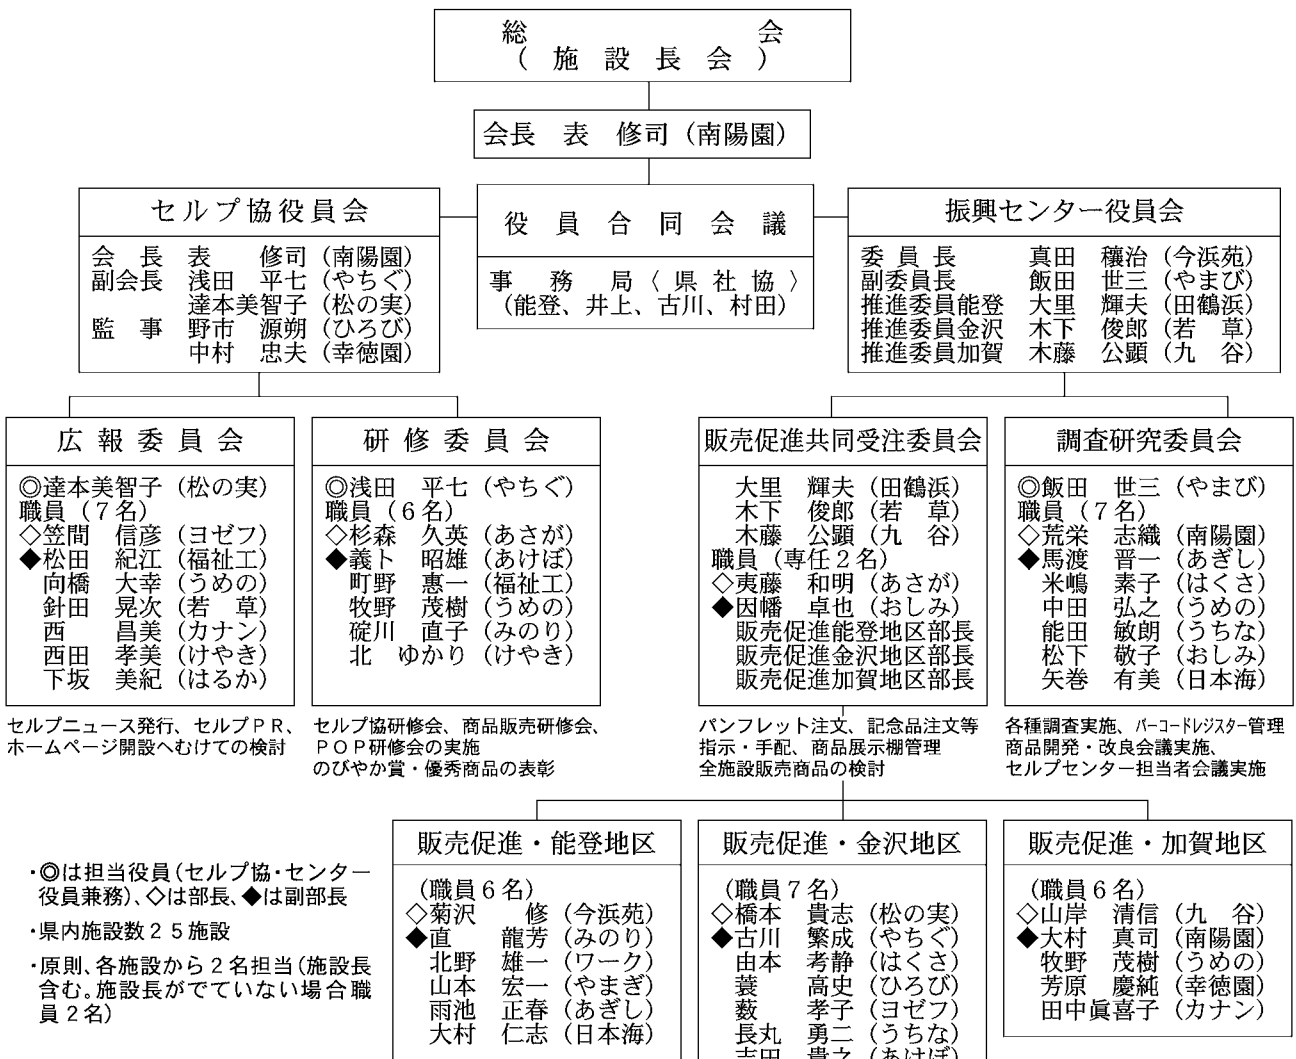 総会
(施設長会)
会長 表 修司(南陽園)
セルプ協役員会
会長 表 修司(南陽園)
副会長 浅田 平七(やちぐ)
達本美智子(松の実)
監事 野市 源朔(ひろび)
中村 忠夫(幸徳園)
役員合同会議
事務局〈県社協〉
(能登、井上、古川、村田)
振興センター役員会
委員長 真田 穰治(今浜苑)
副委員長 飯田 世三(やまび)
推進委員能登 大里 輝夫(田鶴浜)
推進委員金沢 木下 俊郎(若 草)
推進委員加賀 木藤 公顕(九 谷)
広報委員会
◎達本美智子(松の実)
職員(7名)
◇笠間 信彦(ヨゼフ)
◆松田 紀江(福祉工)
向橋 大幸(うめの)
針田 晃次(若 草)
西 昌美(カナン)
西田 孝美(けやき)
下坂 美紀(はるか)
セルプニュース発行、セルプPR、
ホームページ開設へむけての検討
研修委員会
◎浅田 平七(やちぐ)
職員(6名)
◇杉森 久英(あさが)
◆義ト 昭雄(あけぼ)
町野 惠一(福祉工)
牧野 茂樹(うめの)
碇川 直子(みのり)
北 ゆかり(けやき)
セルプ協研修会、商品販売研修会、
POP研修会の実施
のびやか賞・優秀商品の表彰
販売促進共同受注委員会
大里 輝夫(田鶴浜)
木下 俊郎(若 草)
木藤 公顕(九 谷)
職員(専任2名)
◇夷藤 和明(あさが)
◆因幡 卓也(おしみ)
販売促進能登地区部長
販売促進金沢地区部長
販売促進加賀地区部長
パンフレット注文、記念品注文等
指示・手配、商品展示棚管理
全施設販売商品の検討
調査研究委員会
◎飯田 世三(やまび)
職員(7名)
◇荒栄 志織(南陽園)
◆馬渡 晋一(あぎし)
米嶋 素子(はくさ)
中田 弘之(うめの)
能田 敏朗(うちな)
松下 敬子(おしみ)
矢巻 有美(日本海)
各種調査実施、バーコードレジスター管理
商品開発・改良会議実施、
セルプセンター担当者会議実施
・◎は担当役員(セルプ協・センター
役員兼務)、◇は部長、◆は副部長
・県内施設数25施設
・原則、各施設から2名担当(施設長
含む。施設長がでていない場合職
員2名)
販売促進・能登地区
(職員6名)
◇菊沢 修(今浜苑)
◆直 龍芳(みのり)
北野 雄一(ワーク)
山本 宏一(やまぎ)
雨池 正春(あぎし)
大村 仁志(日本海)
販売促進・金沢地区
(職員7名)
◇橋本 貴志(松の実)
◆古川 繁成(やちぐ)
由本 考静(はくさ)
蓑 高史(ひろび)
薮 孝子(ヨゼフ)
長丸 勇二(うちな)
販売促進・加賀地区
(職員6名)
◇山岸 清信(九 谷)
◆大村 真司(南陽園)
牧野 茂樹(うめの)
芳原 慶純(幸徳園)
田中眞喜子(カナン)